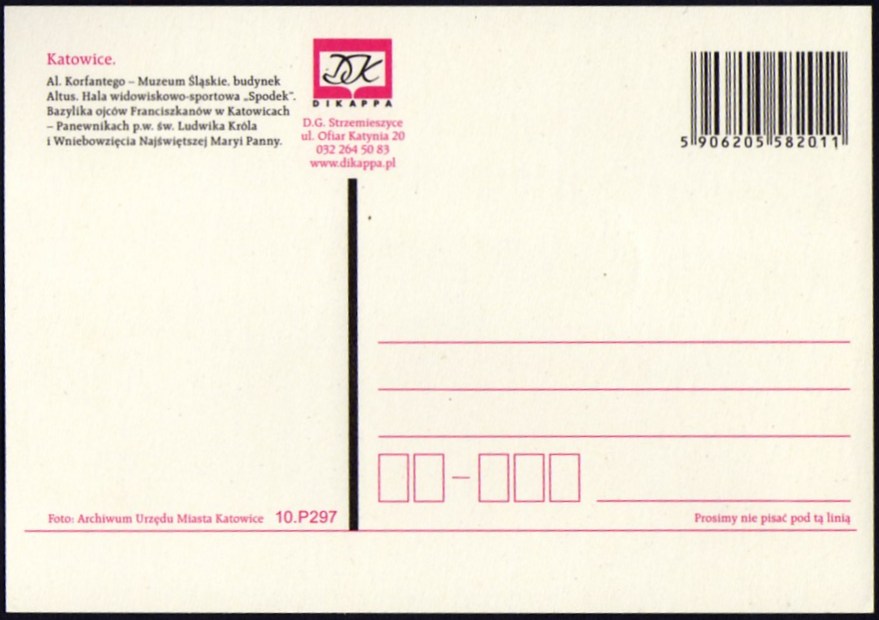 Katowice.
Al. Korfantego – Muzeum Śląskie, budynek
Altus. Hala widowiskowo-sportowa „Spodek”.
Bazylika ojców Franciszkanów w Katowicach
– Panewnikach p.w. św. Ludwika Króla
i Wniebowzięcia Najświętszej Maryi Panny.
DK
DIKAPPA
D.G. Strzemieszyce
ul. Ofiar Katynia 20
032 264 50 83
www.dikappa.pl
5 906205 582011
Foto: Archiwum Urzędu Miasta Katowice 10.P297
Prosimy nie pisać pod tą linią